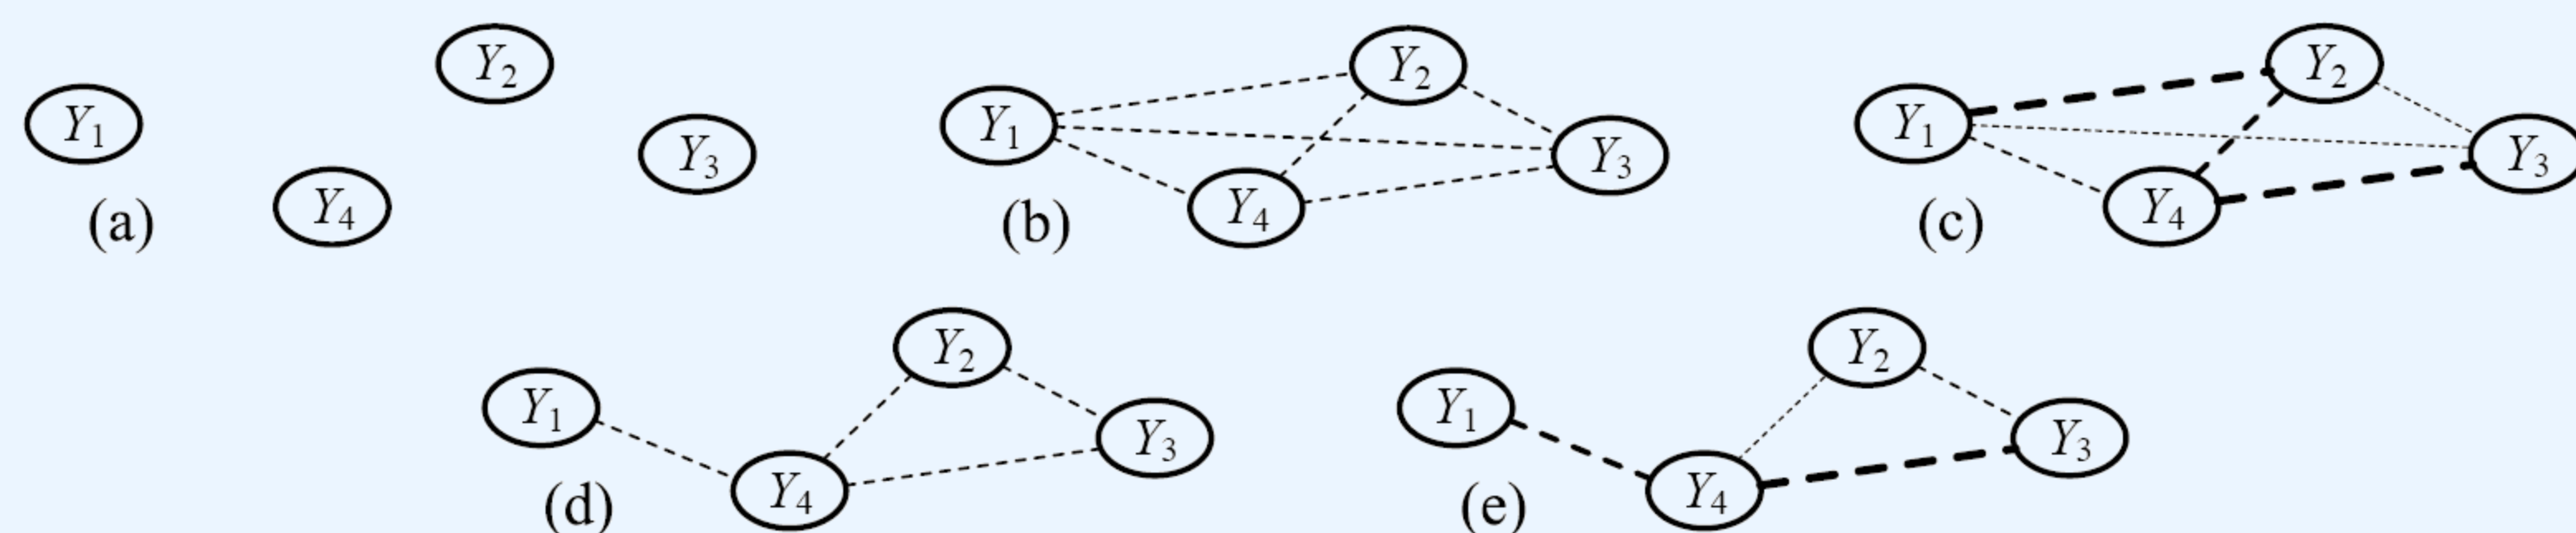 Y2 Y2 Y2
Y1 Y1 Y1
Y3 Y3 Y3
Y4 Y4 Y4
(a) (b) (c)
Y2 Y2
Y1 Y1
Y3 Y3
Y4 Y4
(d) (e)